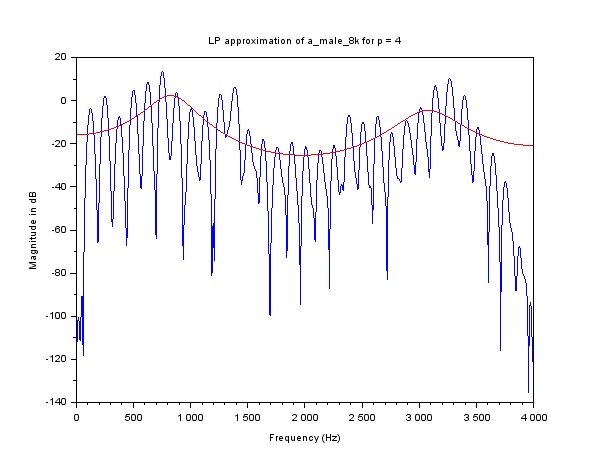 LP approximation of a_male_8k for p = 4
20
0
-20
-40
-60
-80
-100
-120
-140
Magnitude in dB
0 500 1 000 1 500 2 000 2 500 3 000 3 500 4 000
Frequency (Hz)